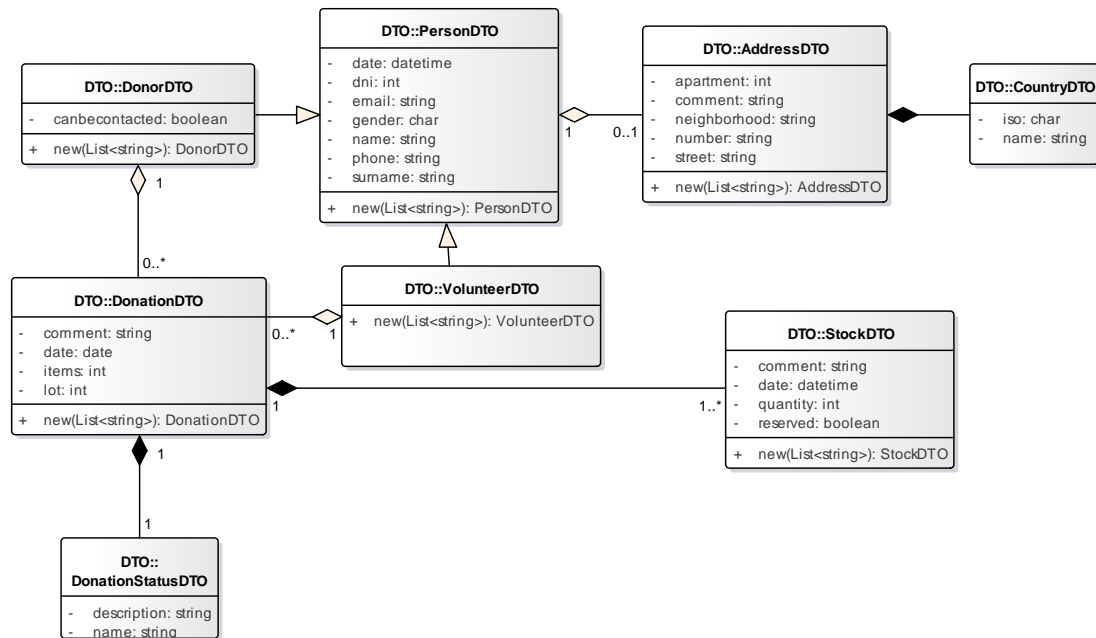 DTO::PersonDTO
- date: datetime
- dni: int
- email: string
- gender: char
- name: string
- phone: string
- surname: string
+ new(List<string>): PersonDTO
DTO::AddressDTO
- apartment: int
- comment: string
- neighborhood: string
- number: string
- street: string
+ new(List<string>): AddressDTO
DTO::CountryDTO
- iso: char
- name: string
DTO::DonorDTO
- canbecontacted: boolean
+ new(List<string>): DonorDTO
1
0..1
1
0..*
DTO::DonationDTO
- comment: string
- date: date
- items: int
- lot: int
+ new(List<string>): DonationDTO
DTO::VolunteerDTO
+ new(List<string>): VolunteerDTO
0..*
1
DTO::StockDTO
- comment: string
- date: datetime
- quantity: int
- reserved: boolean
+ new(List<string>): StockDTO
1
1..*
1
1
DTO::
DonationStatusDTO
- description: string
- name: string